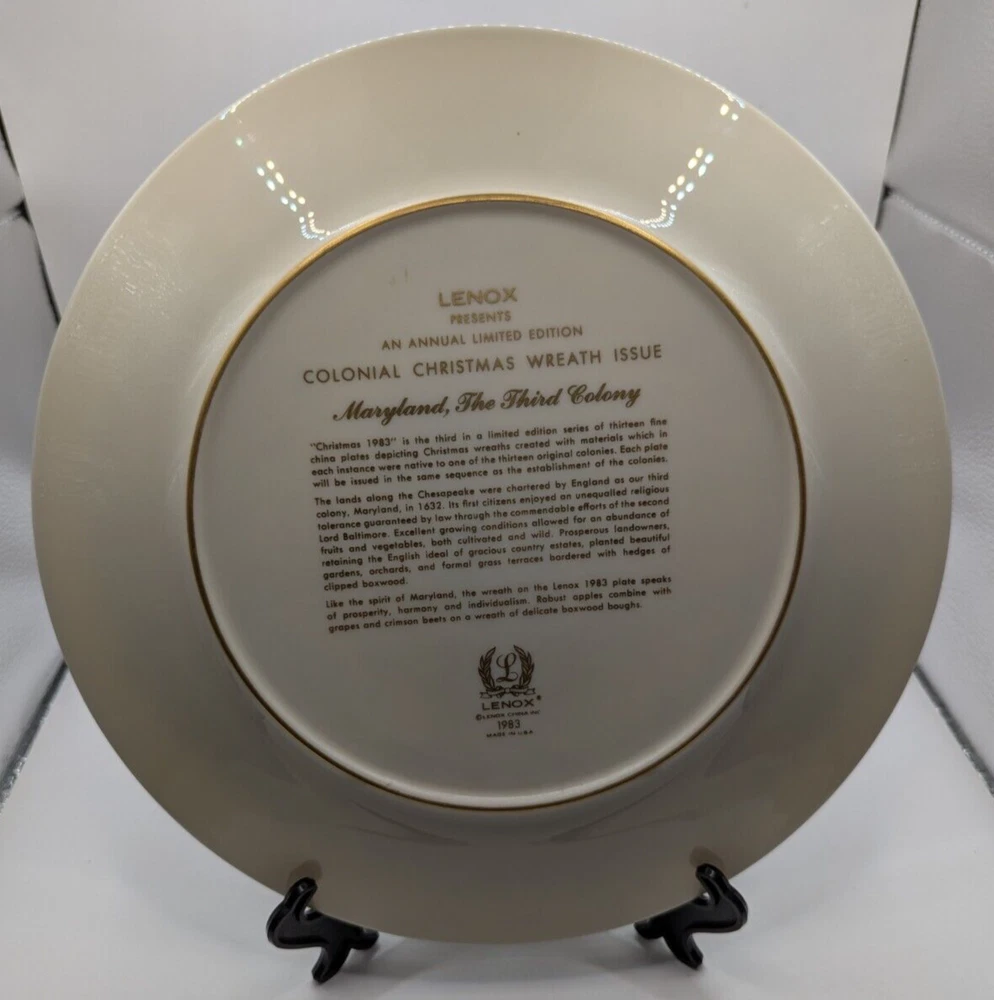 LENOX
PRESENTS
AN ANNUAL LIMITED EDITION
COLONIAL CHRISTMAS WREATH ISSUE
Maryland, The Third Colony
"Christmas 1983" is the third in a limited edition series of thirteen fine
china plates depicting Christmas wreaths created with materials which in
each instance were native to one of the thirteen original colonies. Each plate
will be issued in the same sequence as the establishment of the colonies.
The lands along the Chesapeake were chartered by England as our third
colony, Maryland, in 1632. Its first citizens enjoyed an unequalled religious
tolerance guaranteed by law through the commendable efforts of the second
Lord Baltimore. Excellent growing conditions allowed for an abundance of
fruits and vegetables, both cultivated and wild. Prosperous landowners,
retaining the English ideal of gracious country estates, planted beautiful
gardens, orchards, and formal grass terraces bordered with hedges of
clipped boxwood.
Like the spirit of Maryland, the wreath on the Lenox 1983 plate speaks
of prosperity, harmony and individualism. Robust apples combine with
grapes and crimson beets on a wreath of delicate boxwood boughs.
L
LENOX®
© LENOX CHINA INC
1983
MADE IN U.S.A.